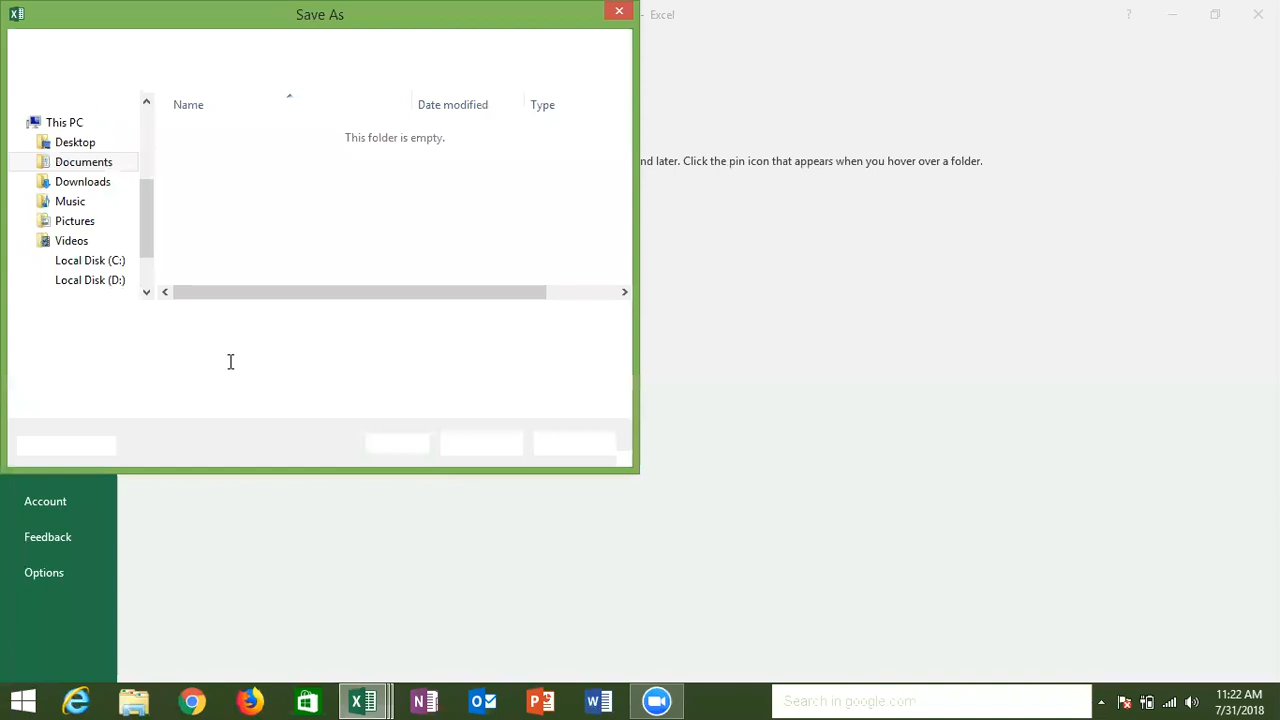 Save As
- Excel
?
Name
Date modified
Type
This PC
This folder is empty.
Desktop
Documents
nd later. Click the pin icon that appears when you hover over a folder.
Downloads
Music
Pictures
Videos
Local Disk (C:)
Local Disk (D:)
Account
Feedback
Options
Search in google.com
11:22 AM
7/31/2018